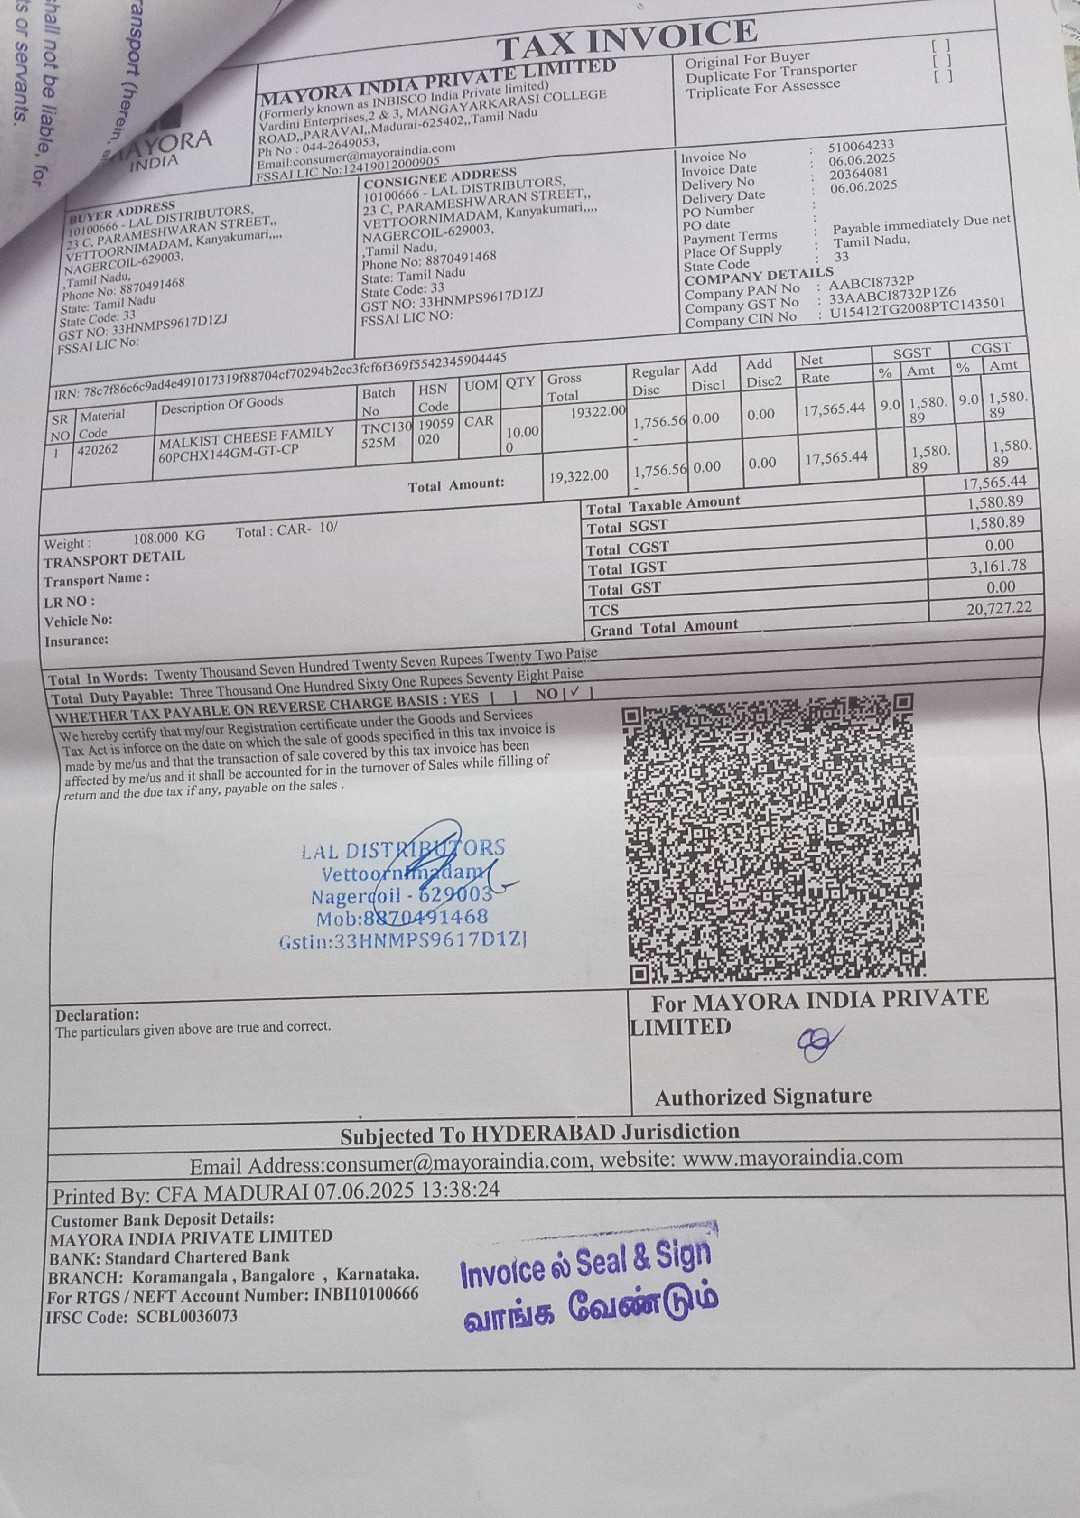 ransport (herein,
hall not be liable, for
ts or servants.
TAX INVOICE
MAYORA
INDIA
MAYORA INDIA PRIVATE LIMITED
(Formerly known as INBISCO India Private limited)
Vardini Enterprises,2 & 3, MANGAYARKARASI COLLEGE
ROAD,,PARAVAI,,Madurai-625402,,Tamil Nadu
Ph No : 044-2649053,
Email:consumer@mayoraindia.com
FSSAI LIC No:12419012000905
Original For Buyer [ ]
Duplicate For Transporter [ ]
Triplicate For Assessce [ ]
BUYER ADDRESS
10100666 - LAL DISTRIBUTORS,
23 C, PARAMESHWARAN STREET,,
VETTOORNIMADAM, Kanyakumari,,,,
NAGERCOIL-629003,
,Tamil Nadu,
Phone No: 8870491468
State: Tamil Nadu
State Code: 33
GST NO: 33HNMPS9617D1ZJ
FSSAI LIC No:
CONSIGNEE ADDRESS
10100666 - LAL DISTRIBUTORS,
23 C, PARAMESHWARAN STREET,,
VETTOORNIMADAM, Kanyakumari,,,,
NAGERCOIL-629003,
,Tamil Nadu,
Phone No: 8870491468
State: Tamil Nadu
State Code: 33
GST NO: 33HNMPS9617D1ZJ
FSSAI LIC NO:
Invoice No : 510064233
Invoice Date : 06.06.2025
Delivery No : 20364081
Delivery Date : 06.06.2025
PO Number :
PO date :
Payment Terms : Payable immediately Due net
Place Of Supply : Tamil Nadu,
State Code : 33
COMPANY DETAILS
Company PAN No : AABCI8732P
Company GST No : 33AABCI8732P1Z6
Company CIN No : U15412TG2008PTC143501
IRN: 78c7f86c6c9ad4e491017319f88704cf70294b2cc3fcf6f369f5542345904445
SR NO Material Code Description Of Goods Batch No HSN Code UOM QTY Gross Total Regular Disc Add Disc1 Add Disc2 Net Rate SGST % Amt CGST % Amt
1 420262 MALKIST CHEESE FAMILY 60PCHX144GM-GT-CP TNC130525M 19059020 CAR 10.000 19322.00 1,756.56- 0.00 0.00 17,565.44 9.0 1,580.89 9.0 1,580.89
Total Amount: 19,322.00 1,756.56- 0.00 0.00 17,565.44 1,580.89 1,580.89
Weight : 108.000 KG Total : CAR- 10/
TRANSPORT DETAIL
Transport Name :
LR NO :
Vehicle No:
Insurance:
Total Taxable Amount 17,565.44
Total SGST 1,580.89
Total CGST 1,580.89
Total IGST 0.00
Total GST 3,161.78
TCS 0.00
Grand Total Amount 20,727.22
Total In Words: Twenty Thousand Seven Hundred Twenty Seven Rupees Twenty Two Paise
Total Duty Payable: Three Thousand One Hundred Sixty One Rupees Seventy Eight Paise
WHETHER TAX PAYABLE ON REVERSE CHARGE BASIS : YES [ ] NO [✓ ]
We hereby certify that my/our Registration certificate under the Goods and Services
Tax Act is inforce on the date on which the sale of goods specified in this tax invoice is
made by me/us and that the transaction of sale covered by this tax invoice has been
affected by me/us and it shall be accounted for in the turnover of Sales while filling of
return and the due tax if any, payable on the sales .
LAL DISTRIBUTORS
Vettoornimadam
Nagercoil - 629003
Mob:8870491468
Gstin:33HNMPS9617D1ZJ
Declaration:
The particulars given above are true and correct.
For MAYORA INDIA PRIVATE
LIMITED
Authorized Signature
Subjected To HYDERABAD Jurisdiction
Email Address:consumer@mayoraindia.com, website: www.mayoraindia.com
Printed By: CFA MADURAI 07.06.2025 13:38:24
Customer Bank Deposit Details:
MAYORA INDIA PRIVATE LIMITED
BANK: Standard Chartered Bank
BRANCH: Koramangala , Bangalore , Karnataka.
For RTGS / NEFT Account Number: INBI10100666
IFSC Code: SCBL0036073
Invoice ல் Seal & Sign
வாங்க வேண்டும்